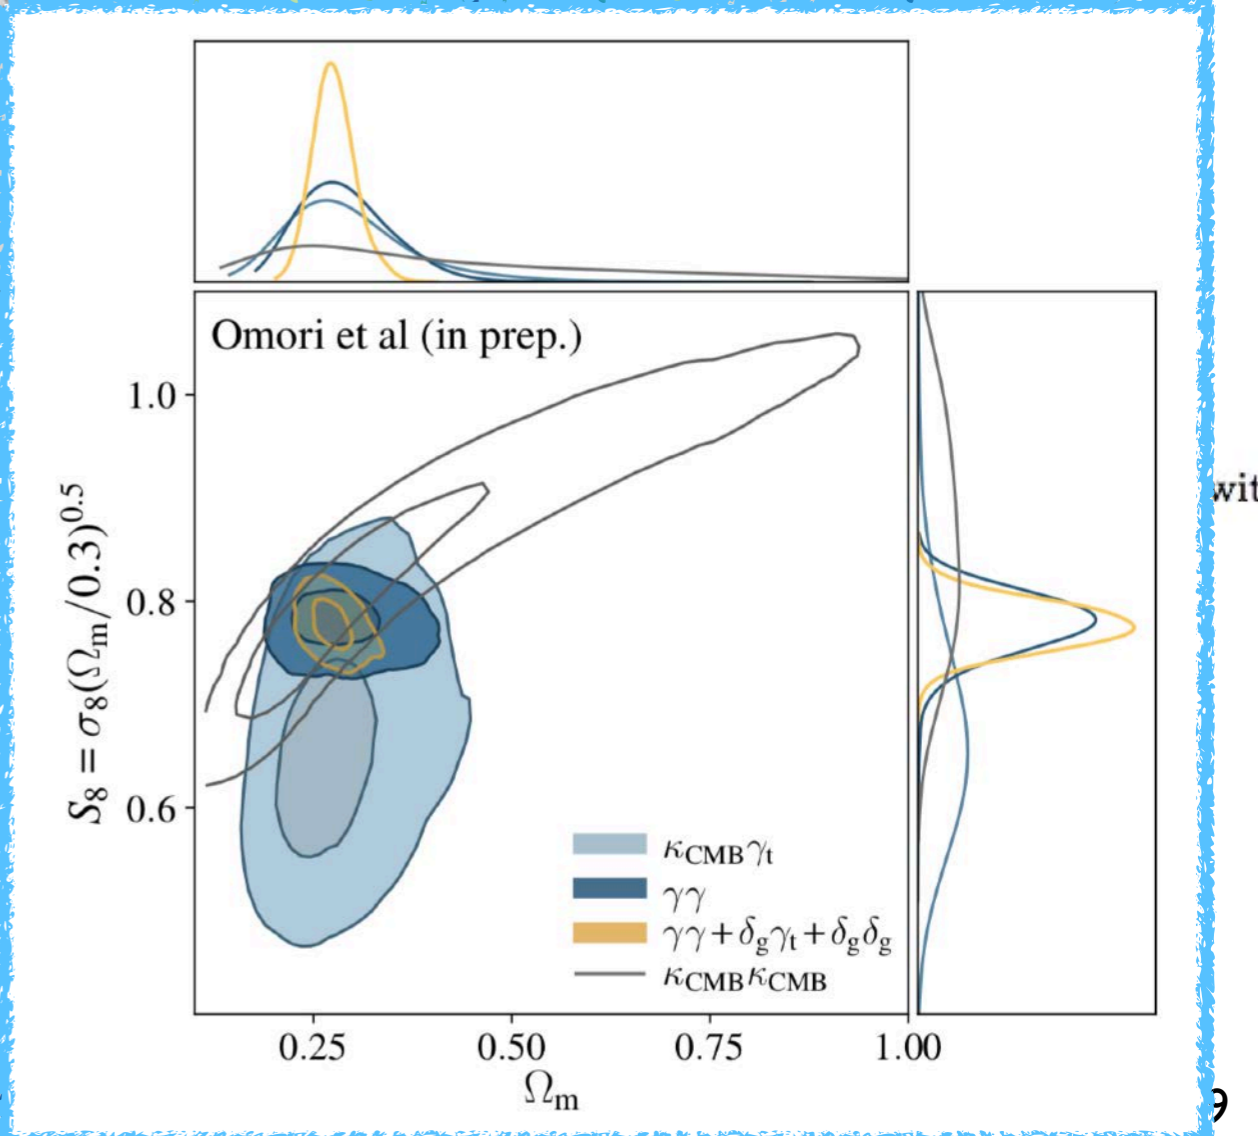 Omori et al (in prep.)
1.0
0.8
0.6
S₈ = σ₈(Ωₘ/0.3)⁰·⁵
κCMBγt
γγ
γγ+δgγt+δgδg
κCMBκCMB
0.25 0.50 0.75 1.00
Ωₘ
wit
9